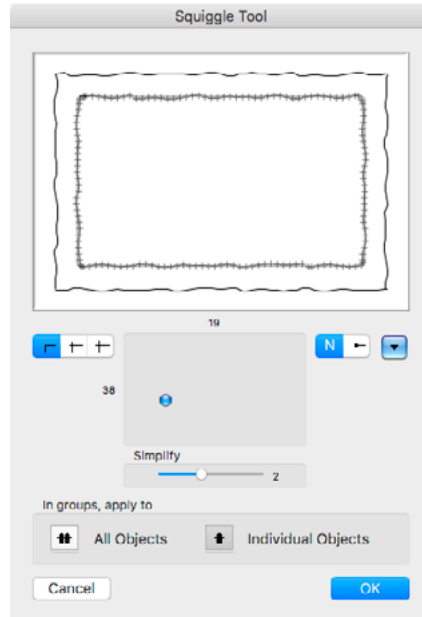 Squiggle Tool
19
N
38
Simplify
2
In groups, apply to
All Objects
Individual Objects
Cancel
OK